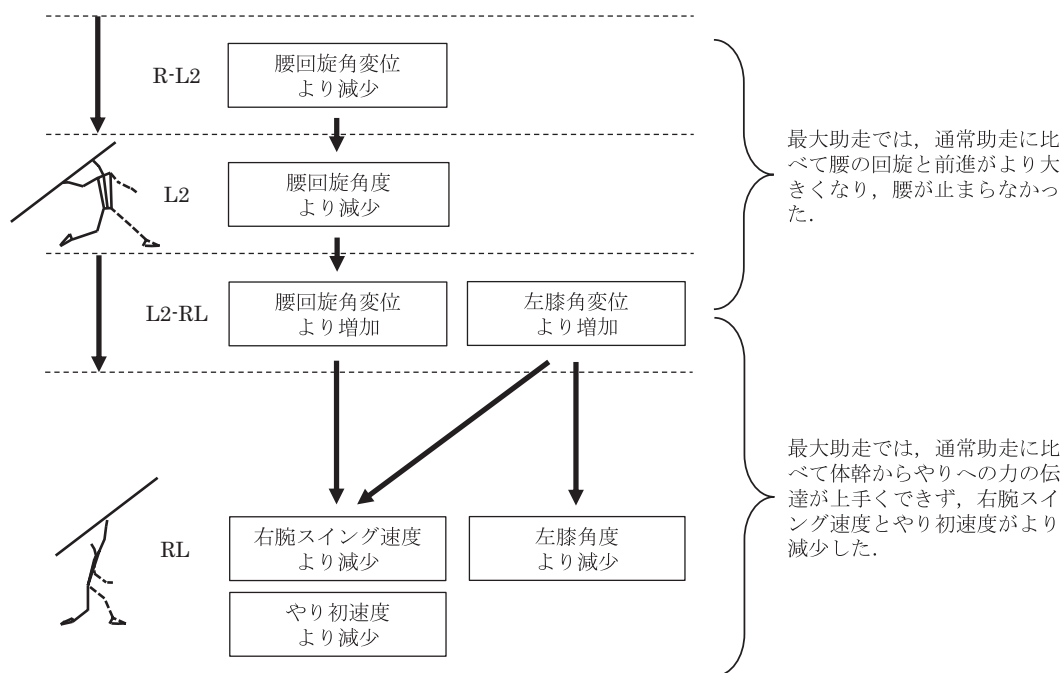 R-L2
腰回旋角変位
より減少
L2
腰回旋角度
より減少
最大助走では，通常助走に比
べて腰の回旋と前進がより大
きくなり，腰が止まらなかっ
た．
L2-RL
腰回旋角変位
より増加
左膝角変位
より増加
RL
右腕スイング速度
より減少
左膝角度
より減少
やり初速度
より減少
最大助走では，通常助走に比
べて体幹からやりへの力の伝
達が上手くできず，右腕スイ
ング速度とやり初速度がより
減少した．